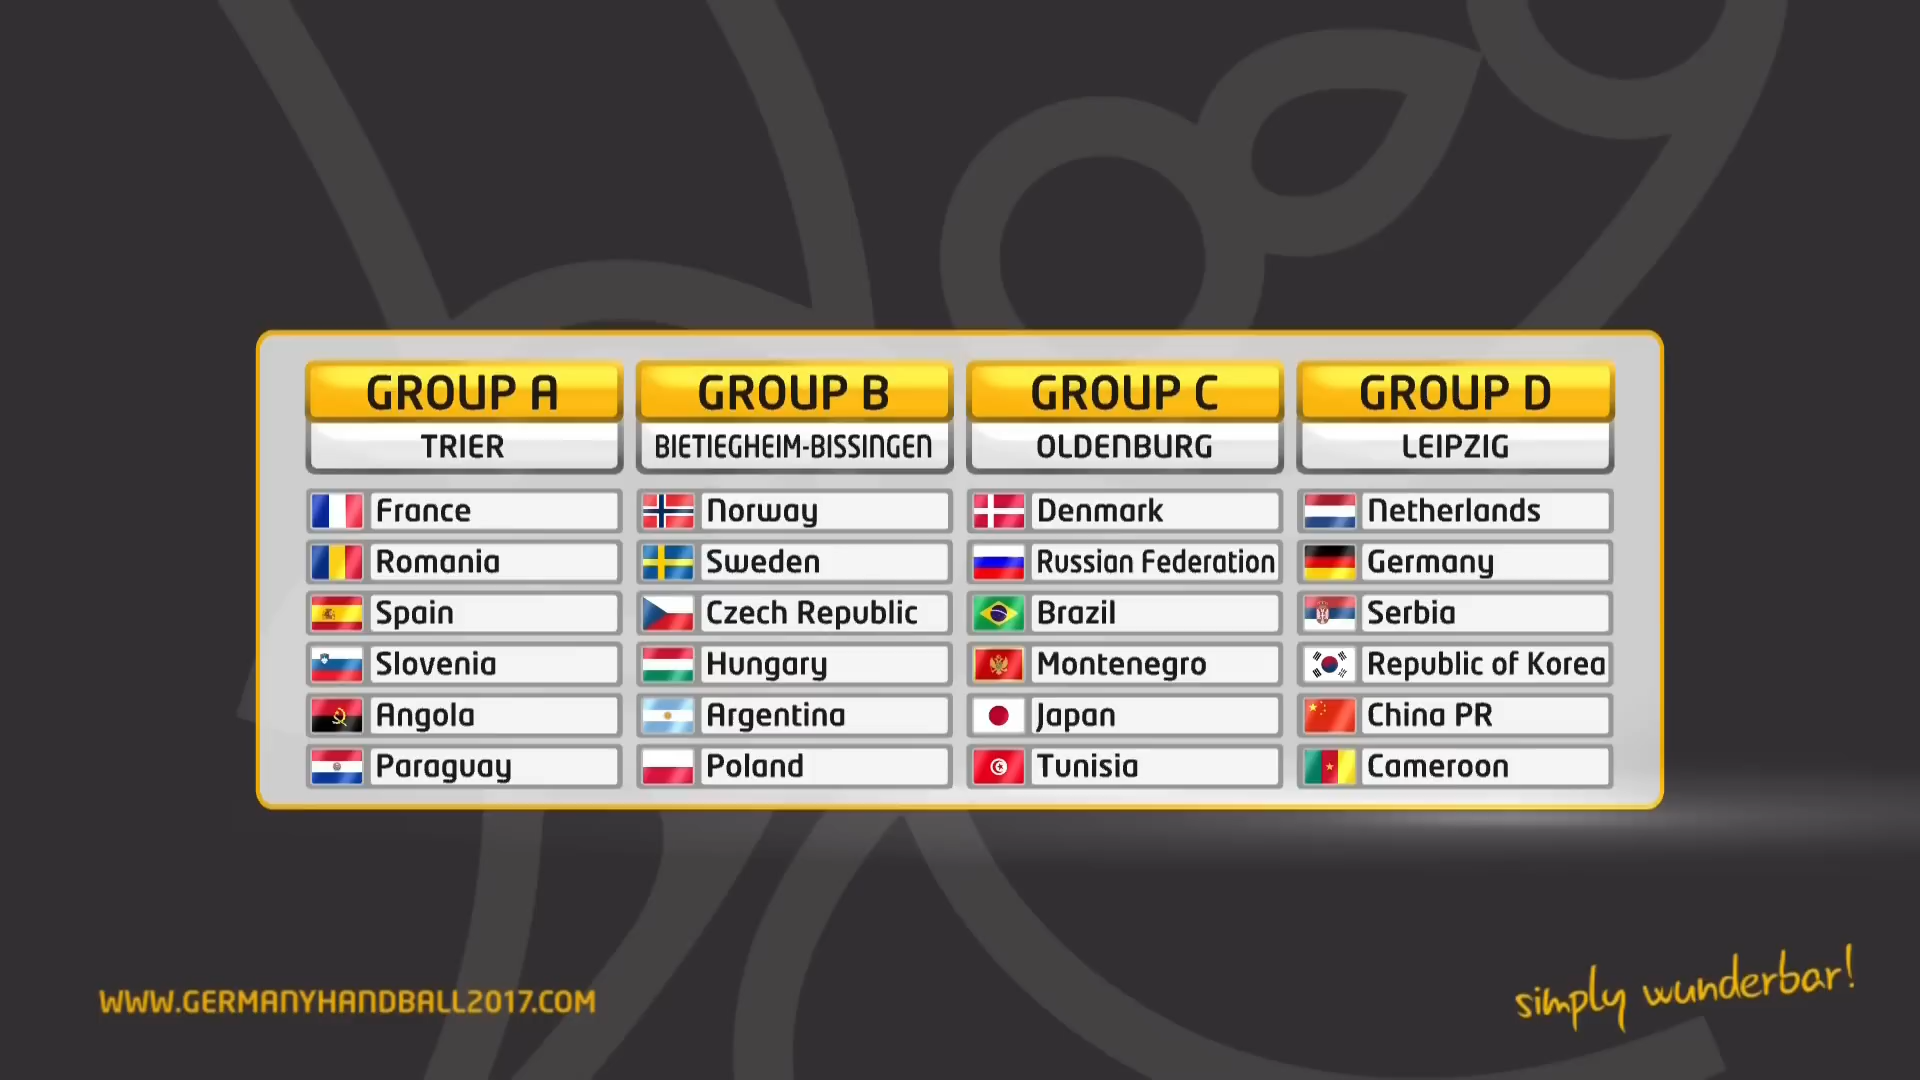 GROUP A
TRIER
France
Romania
Spain
Slovenia
Angola
Paraguay
GROUP B
BIETIEGHEIM-BISSINGEN
Norway
Sweden
Czech Republic
Hungary
Argentina
Poland
GROUP C
OLDENBURG
Denmark
Russian Federation
Brazil
Montenegro
Japan
Tunisia
GROUP D
LEIPZIG
Netherlands
Germany
Serbia
Republic of Korea
China PR
Cameroon
WWW.GERMANYHANDBALL2017.COM
simply wunderbar!